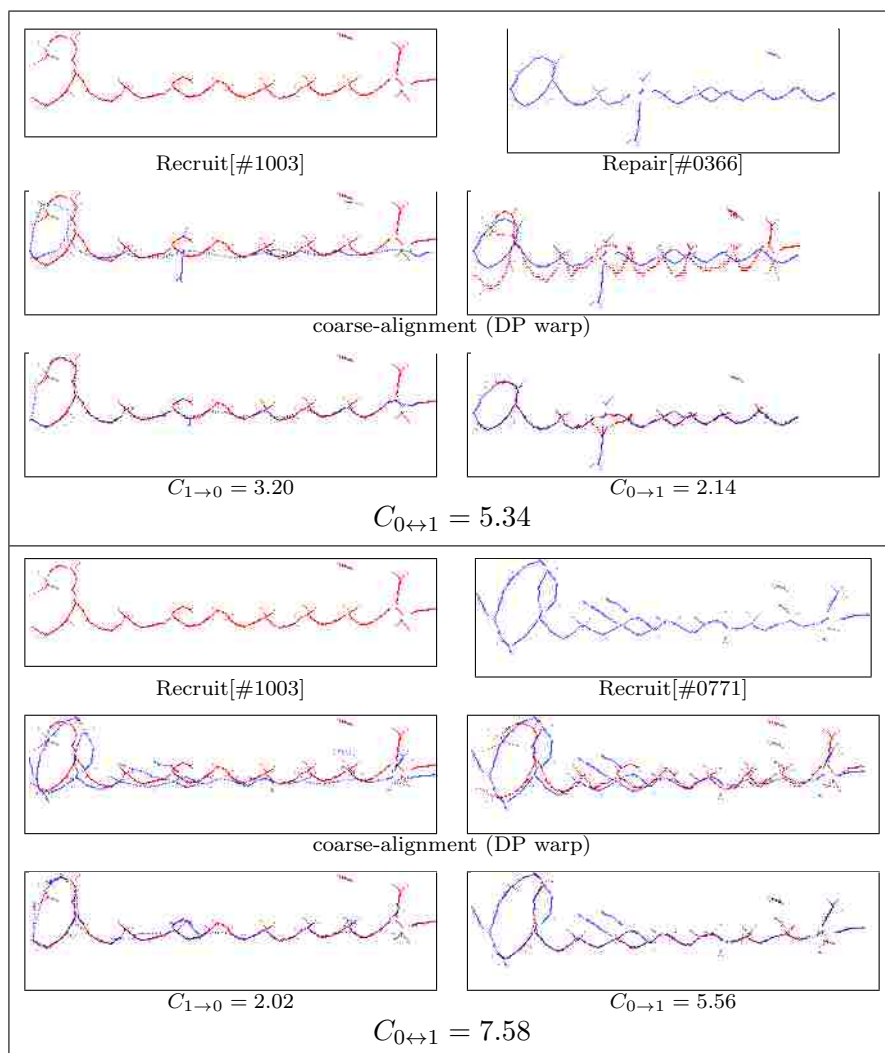 Recruit[#1003] Repair[#0366]
coarse-alignment (DP warp)
C₁→₀ = 3.20 C₀→₁ = 2.14
C₀↔₁ = 5.34
Recruit[#1003] Recruit[#0771]
coarse-alignment (DP warp)
C₁→₀ = 2.02 C₀→₁ = 5.56
C₀↔₁ = 7.58